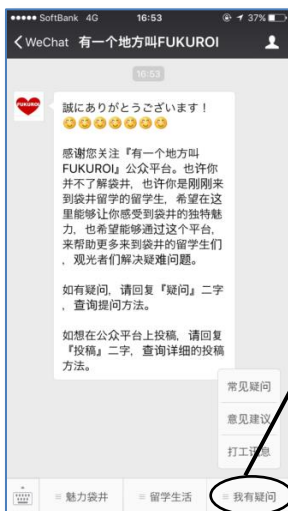 SoftBank 4G 16:53 37%
WeChat 有一个地方叫FUKUROI
16:53
FUKUROI
誠にありがとうございます！
感谢您关注『有一个地方叫
FUKUROI』公众平台。也许你
并不了解袋井，也许你是刚刚来
到袋井留学的留学生，希望在这
里能够让你感受到袋井的独特魅
力，也希望能够通过这个平台，
来帮助更多来到袋井的留学生们
，观光者们解决疑难问题。
如有疑问，请回复『疑问』二字
，查询提问方法。
如想在公众平台上投稿，请回复
『投稿』二字，查询详细的投稿
方法。
常见疑问
意见建议
打工讯息
魅力袋井
留学生活
我有疑问